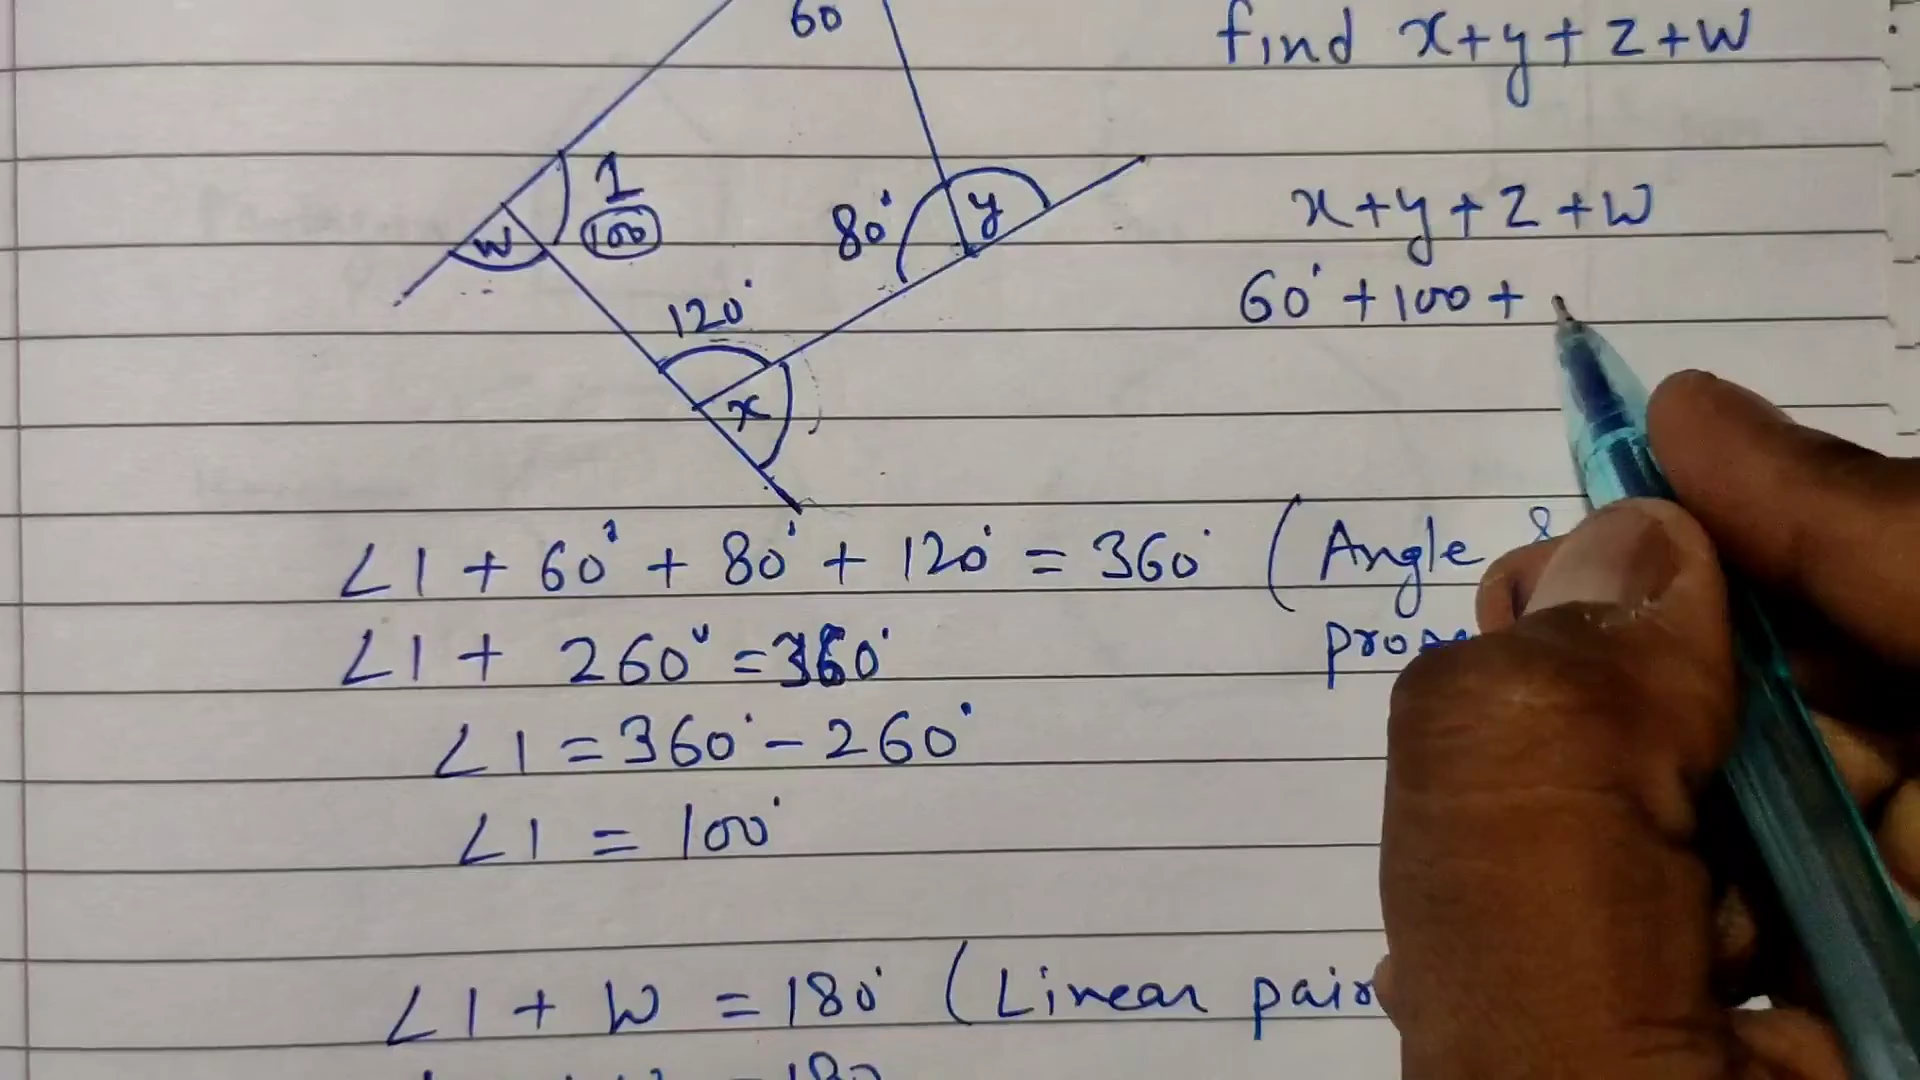 60
find x+y+z+w
1
100
w
80°
y
x+y+z+w
60°+100+
120°
x
∠1+60°+80°+120°=360° (Angle
∠1+ 260°=360°
∠1=360°-260°
∠1 = 100°
∠1+ w =180° (Linear pair